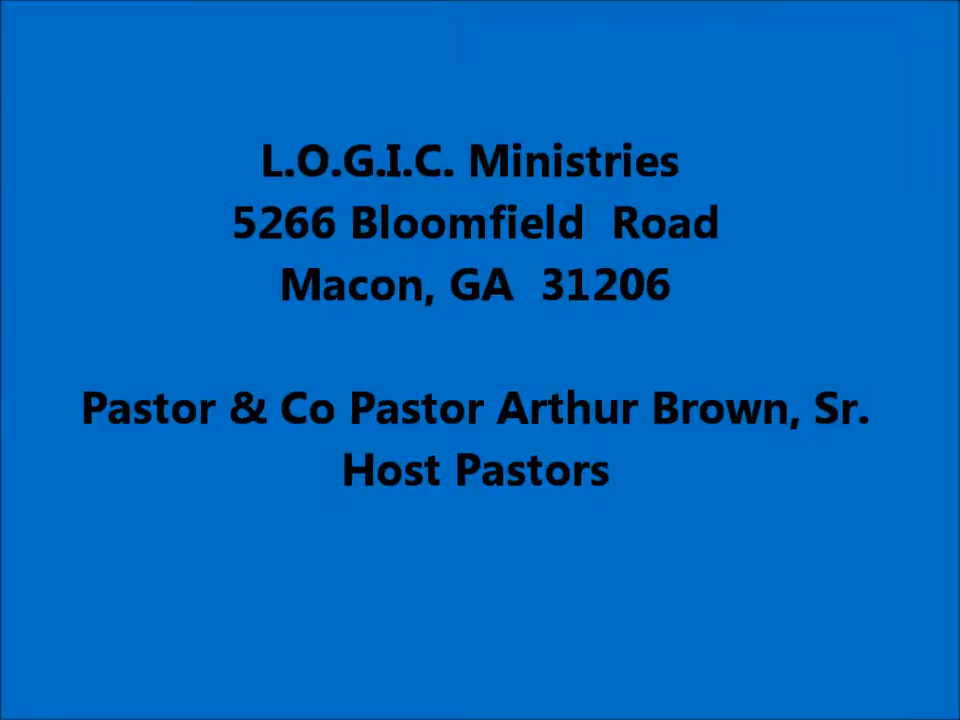 L.O.G.I.C. Ministries
5266 Bloomfield  Road
Macon, GA  31206
Pastor & Co Pastor Arthur Brown, Sr.
Host Pastors